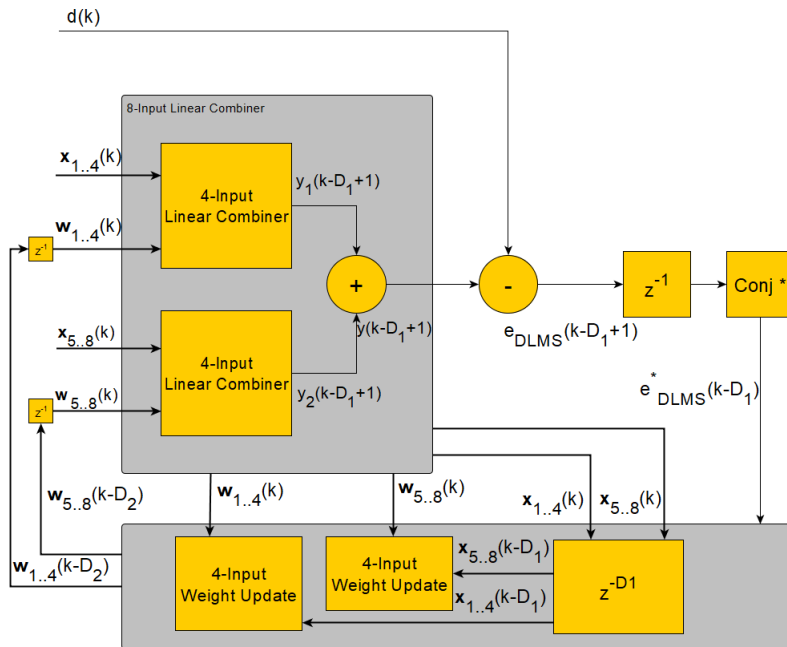 d(k)
8-Input Linear Combiner
x1..4(k)
4-Input
Linear Combiner
y1(k-D1+1)
w1..4(k)
z-1
+
-
z-1
Conj *
y(k-D1+1)
eDLMS(k-D1+1)
x5..8(k)
4-Input
Linear Combiner
y2(k-D1+1)
e*DLMS(k-D1)
w5..8(k)
z-1
w5..8(k-D2)
w1..4(k)
w5..8(k)
x1..4(k)
x5..8(k)
w1..4(k-D2)
4-Input
Weight Update
4-Input
Weight Update
x5..8(k-D1)
x1..4(k-D1)
z-D1